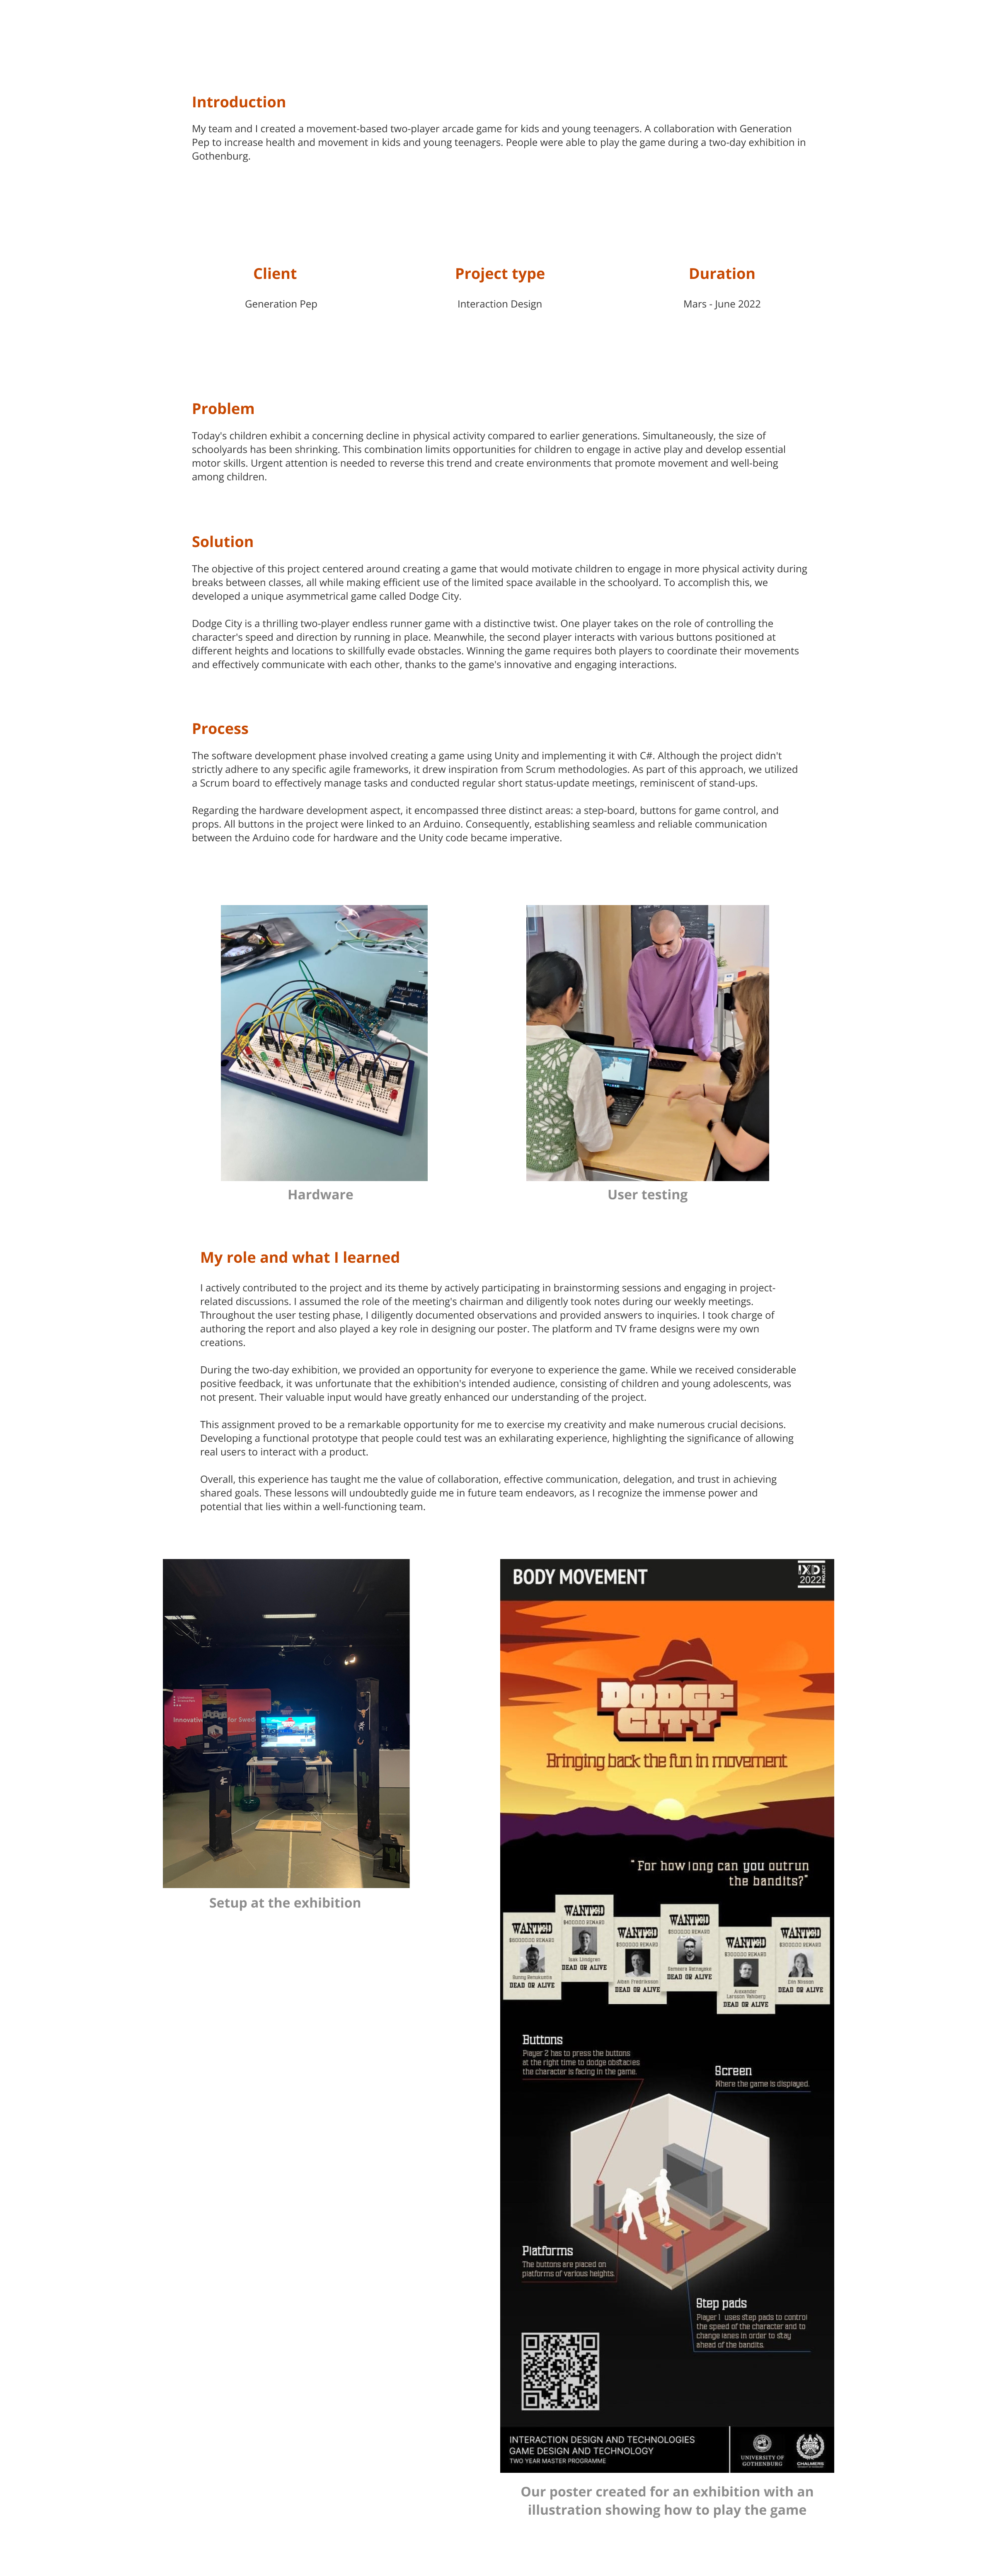 Introduction
My team and I created a movement-based two-player arcade game for kids and young teenagers. A collaboration with Generation
Pep to increase health and movement in kids and young teenagers. People were able to play the game during a two-day exhibition in
Gothenburg.
Client
Generation Pep
Project type
Interaction Design
Duration
Mars - June 2022
Problem
Today's children exhibit a concerning decline in physical activity compared to earlier generations. Simultaneously, the size of
schoolyards has been shrinking. This combination limits opportunities for children to engage in active play and develop essential
motor skills. Urgent attention is needed to reverse this trend and create environments that promote movement and well-being
among children.
Solution
The objective of this project centered around creating a game that would motivate children to engage in more physical activity during
breaks between classes, all while making efficient use of the limited space available in the schoolyard. To accomplish this, we
developed a unique asymmetrical game called Dodge City.
Dodge City is a thrilling two-player endless runner game with a distinctive twist. One player takes on the role of controlling the
character's speed and direction by running in place. Meanwhile, the second player interacts with various buttons positioned at
different heights and locations to skillfully evade obstacles. Winning the game requires both players to coordinate their movements
and effectively communicate with each other, thanks to the game's innovative and engaging interactions.
Process
The software development phase involved creating a game using Unity and implementing it with C#. Although the project didn't
strictly adhere to any specific agile frameworks, it drew inspiration from Scrum methodologies. As part of this approach, we utilized
a Scrum board to effectively manage tasks and conducted regular short status-update meetings, reminiscent of stand-ups.
Regarding the hardware development aspect, it encompassed three distinct areas: a step-board, buttons for game control, and
props. All buttons in the project were linked to an Arduino. Consequently, establishing seamless and reliable communication
between the Arduino code for hardware and the Unity code became imperative.
Hardware
User testing
My role and what I learned
I actively contributed to the project and its theme by actively participating in brainstorming sessions and engaging in project-
related discussions. I assumed the role of the meeting's chairman and diligently took notes during our weekly meetings.
Throughout the user testing phase, I diligently documented observations and provided answers to inquiries. I took charge of
authoring the report and also played a key role in designing our poster. The platform and TV frame designs were my own
creations.
During the two-day exhibition, we provided an opportunity for everyone to experience the game. While we received considerable
positive feedback, it was unfortunate that the exhibition's intended audience, consisting of children and young adolescents, was
not present. Their valuable input would have greatly enhanced our understanding of the project.
This assignment proved to be a remarkable opportunity for me to exercise my creativity and make numerous crucial decisions.
Developing a functional prototype that people could test was an exhilarating experience, highlighting the significance of allowing
real users to interact with a product.
Overall, this experience has taught me the value of collaboration, effective communication, delegation, and trust in achieving
shared goals. These lessons will undoubtedly guide me in future team endeavors, as I recognize the immense power and
potential that lies within a well-functioning team.
Innovativ
for Swed
Setup at the exhibition
BODY MOVEMENT
IXD
2022
PROJECT
DODGE
CITY
Bringing back the fun in movement
"For how long can you outrun
the bandits?"
WANTED
DEAD OR ALIVE
WANTED
DEAD OR ALIVE
WANTED
DEAD OR ALIVE
WANTED
DEAD OR ALIVE
WANTED
Alexander
DEAD OR ALIVE
WANTED
DEAD OR ALIVE
Buttons
Player 2 has to press the buttons
at the right time to dodge obstacles
the character is facing in the game.
Screen
Where the game is displayed.
Platforms
The buttons are placed on
platforms of various heights.
Step pads
Player 1 uses step pads to control
the speed of the character and to
change lanes in order to stay
ahead of the bandits.
INTERACTION DESIGN AND TECHNOLOGIES
GAME DESIGN AND TECHNOLOGY
TWO YEAR MASTER PROGRAMME
UNIVERSITY OF
GOTHENBURG
CHALMERS
Our poster created for an exhibition with an
illustration showing how to play the game